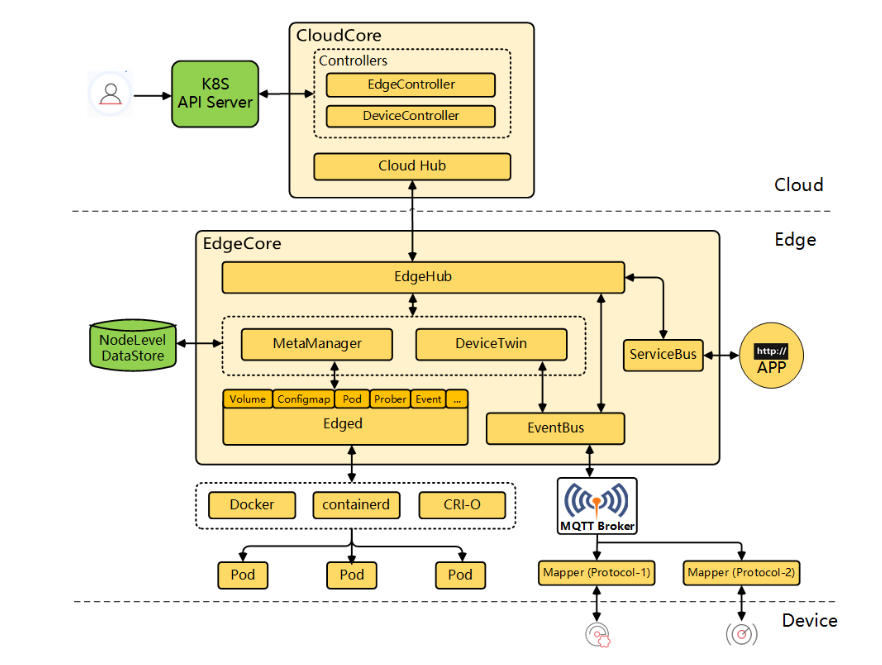 CloudCore
Controllers
EdgeController
DeviceController
Cloud Hub
K8S
API Server
Cloud
Edge
EdgeCore
EdgeHub
MetaManager
DeviceTwin
NodeLevel
DataStore
ServiceBus
http://
APP
Volume Configmap Pod Prober Event ...
Edged
EventBus
Docker containerd CRI-O
MQTT Broker
Pod Pod Pod
Mapper (Protocol-1) Mapper (Protocol-2)
Device